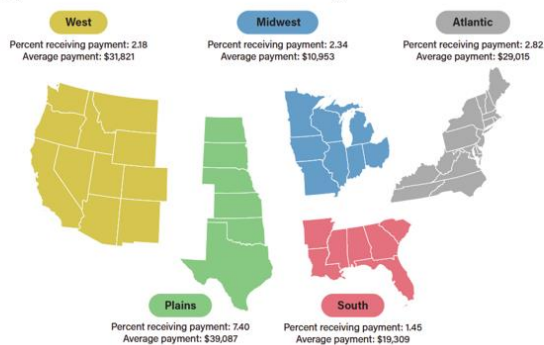 West
Percent receiving payment: 2.18
Average payment: $31,821
Midwest
Percent receiving payment: 2.34
Average payment: $10,953
Atlantic
Percent receiving payment: 2.82
Average payment: $29,015
Plains
Percent receiving payment: 7.40
Average payment: $39,087
South
Percent receiving payment: 1.45
Average payment: $19,309